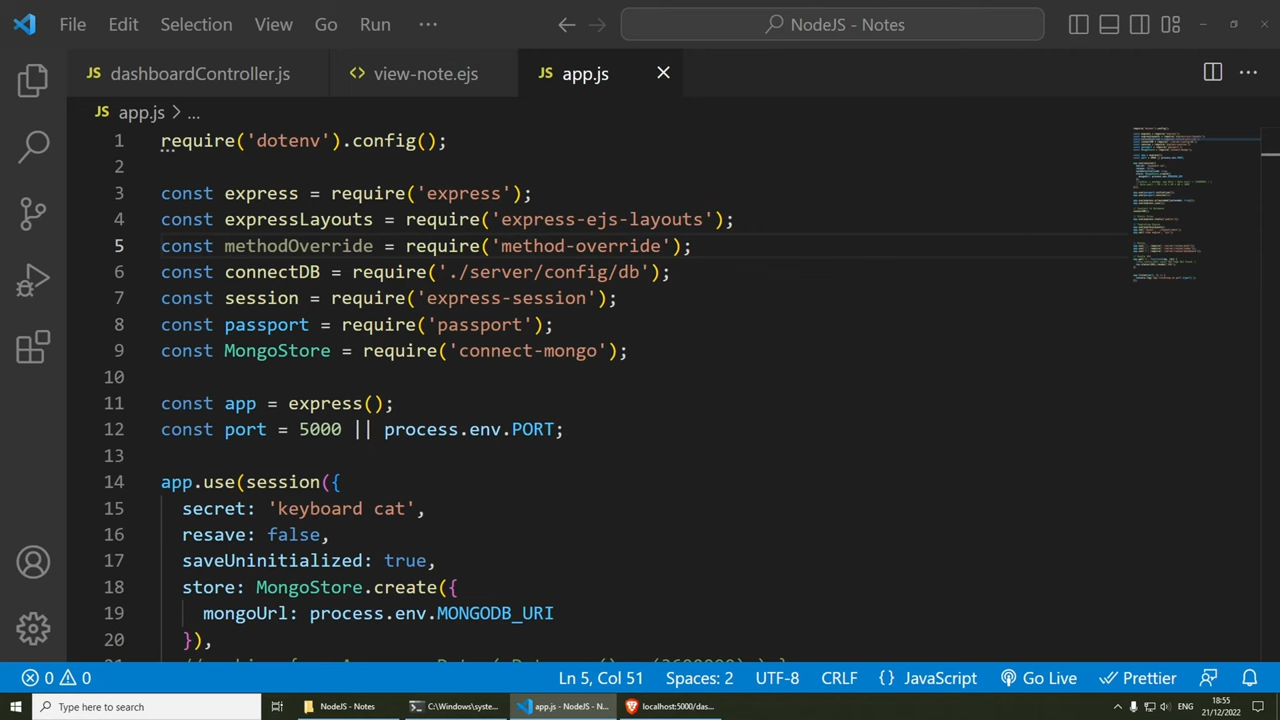 File Edit Selection View Go Run ··· NodeJS - Notes
JS dashboardController.js <> view-note.ejs JS app.js
JS app.js > ...
1 require('dotenv').config();
2
3 const express = require('express');
4 const expressLayouts = require('express-ejs-layouts');
5 const methodOverride = require('method-override');
6 const connectDB = require('./server/config/db');
7 const session = require('express-session');
8 const passport = require('passport');
9 const MongoStore = require('connect-mongo');
10
11 const app = express();
12 const port = 5000 || process.env.PORT;
13
14 app.use(session({
15 secret: 'keyboard cat',
16 resave: false,
17 saveUninitialized: true,
18 store: MongoStore.create({
19 mongoUrl: process.env.MONGODB_URI
20 }),
0 0 Ln 5, Col 51 Spaces: 2 UTF-8 CRLF {} JavaScript Go Live Prettier
Type here to search NodeJS - Notes C:\Windows\syste... app.js - NodeJS - N... localhost:5000/das... ENG 18:55
21/12/2022